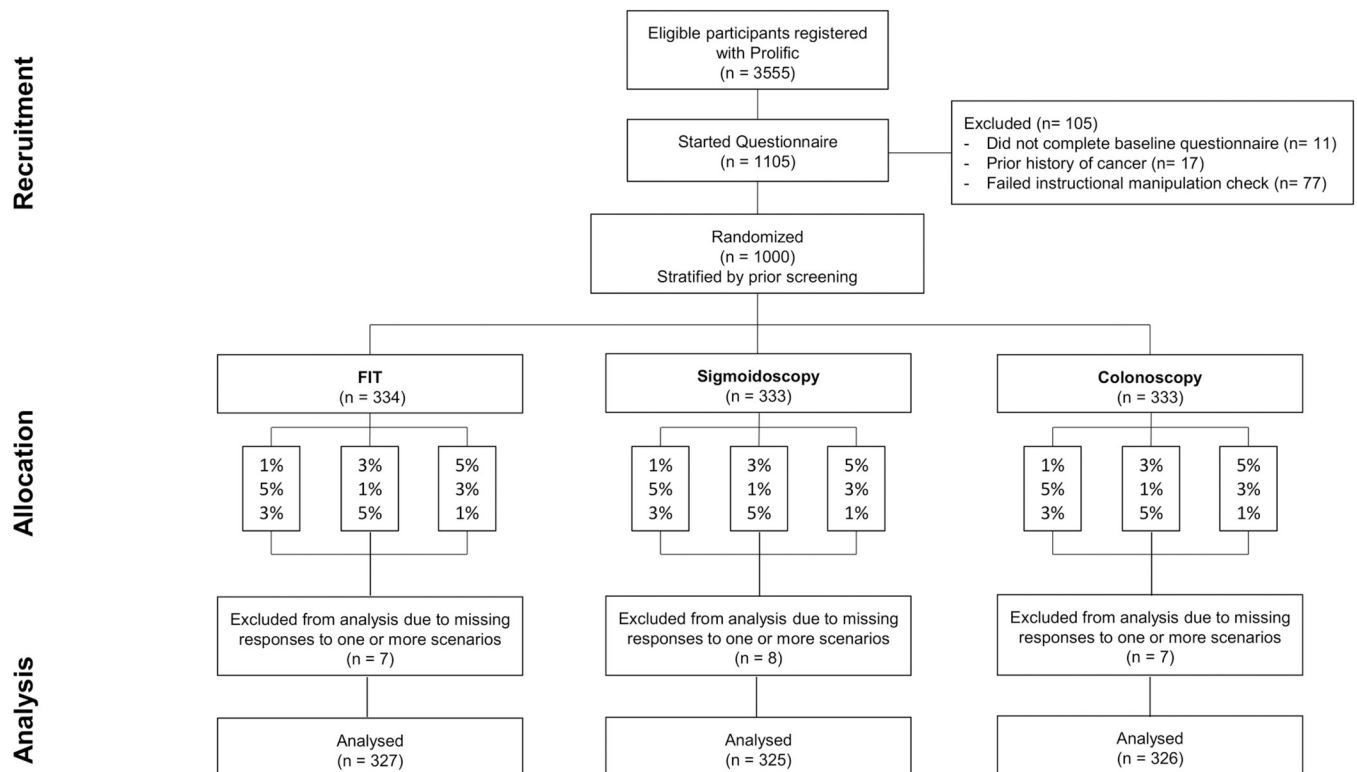 Recruitment
Eligible participants registered
with Prolific
(n = 3555)
Started Questionnaire
(n = 1105)
Excluded (n= 105)
- Did not complete baseline questionnaire (n= 11)
- Prior history of cancer (n= 17)
- Failed instructional manipulation check (n= 77)
Randomized
(n = 1000)
Stratified by prior screening
Allocation
FIT
(n = 334)
1%
5%
3%
3%
1%
5%
5%
3%
1%
Sigmoidoscopy
(n = 333)
1%
5%
3%
3%
1%
5%
5%
3%
1%
Colonoscopy
(n = 333)
1%
5%
3%
3%
1%
5%
5%
3%
1%
Analysis
Excluded from analysis due to missing
responses to one or more scenarios
(n = 7)
Excluded from analysis due to missing
responses to one or more scenarios
(n = 8)
Excluded from analysis due to missing
responses to one or more scenarios
(n = 7)
Analysed
(n = 327)
Analysed
(n = 325)
Analysed
(n = 326)